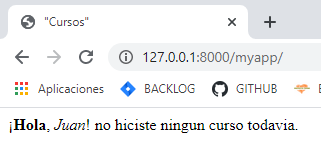 "Cursos"
127.0.0.1:8000/myapp/
Aplicaciones BACKLOG GITHUB
¡Hola, Juan! no hiciste ningun curso todavia.